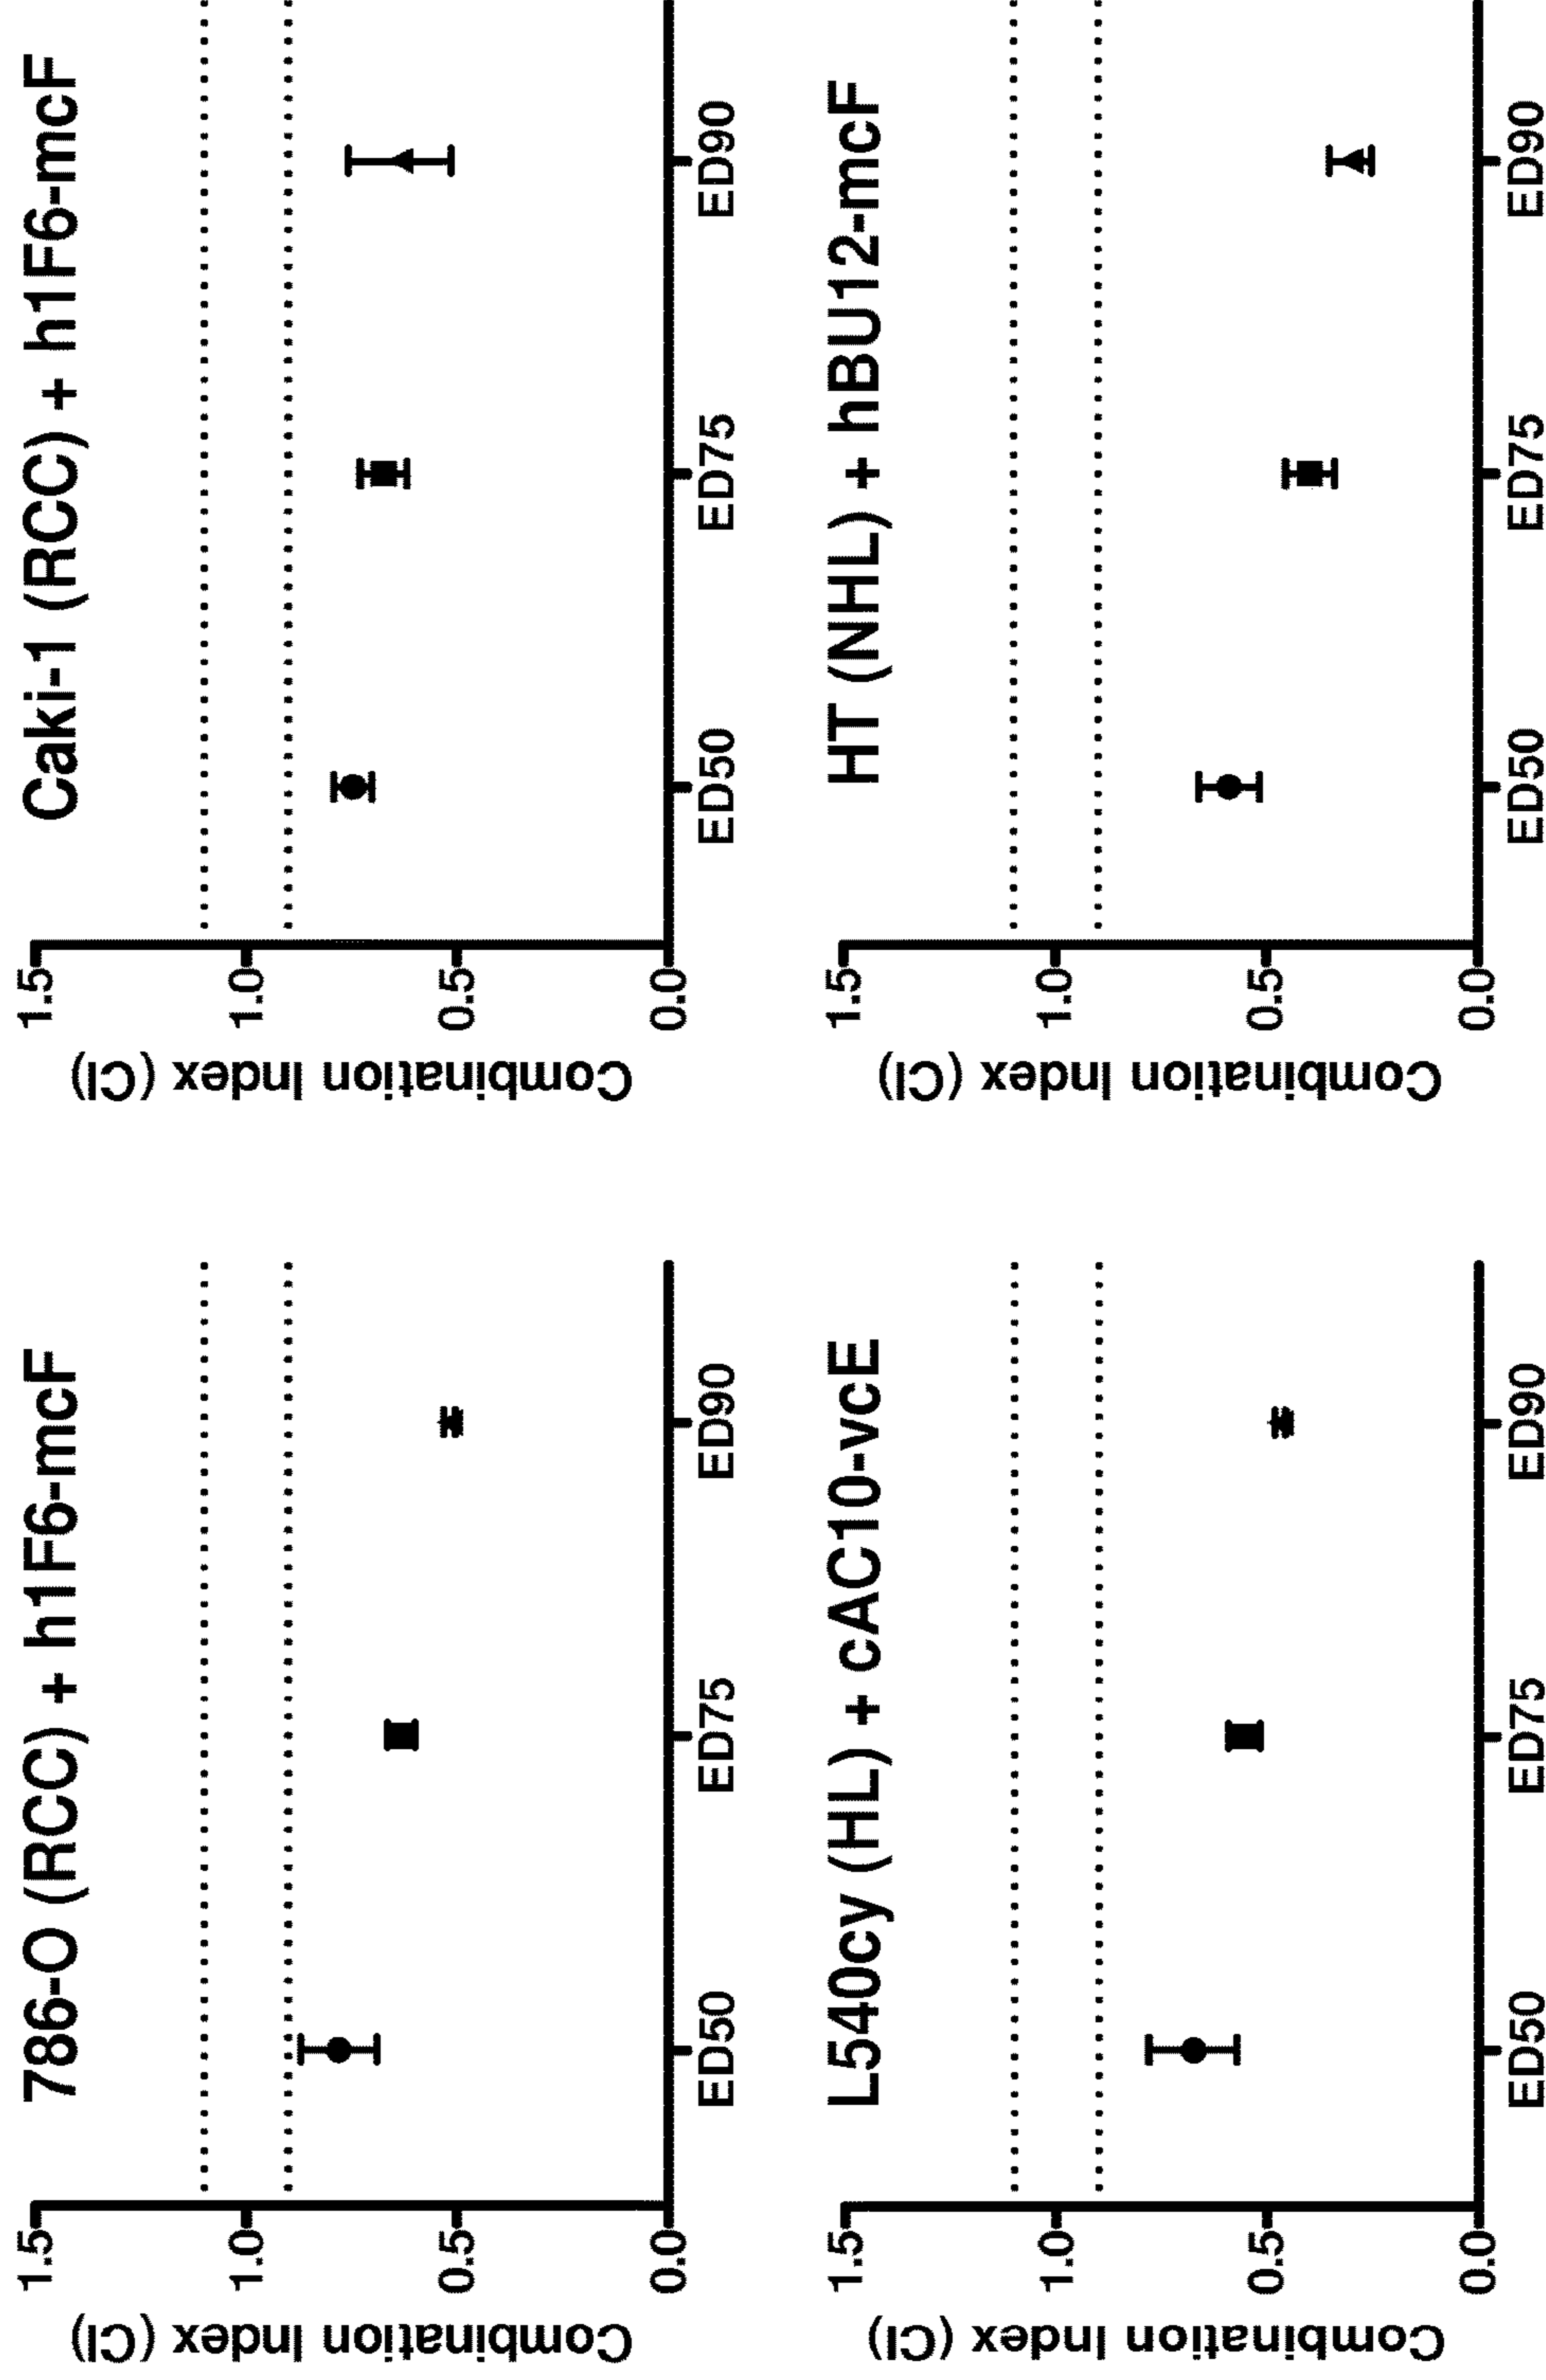 786-O (RCC) + h1F6-mcF
Combination Index (CI)
1.5
1.0
0.5
0.0
ED50 ED75 ED90
Caki-1 (RCC) + h1F6-mcF
Combination Index (CI)
1.5
1.0
0.5
0.0
ED50 ED75 ED90
L540cy (HL) + cAC10-vcE
Combination Index (CI)
1.5
1.0
0.5
0.0
ED50 ED75 ED90
HT (NHL) + hBU12-mcF
Combination Index (CI)
1.5
1.0
0.5
0.0
ED50 ED75 ED90